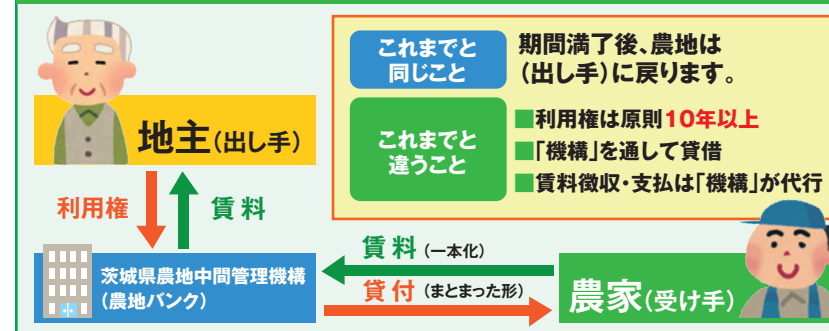 これまでと
同じこと
期間満了後、農地は
(出し手)に戻ります。
これまでと
違うこと
■利用権は原則10年以上
■「機構」を通して貸借
■賃料徴収・支払は「機構」が代行
地主(出し手)
利用権
賃料
茨城県農地中間管理機構
(農地バンク)
賃料(一本化)
貸付(まとまった形)
農家(受け手)